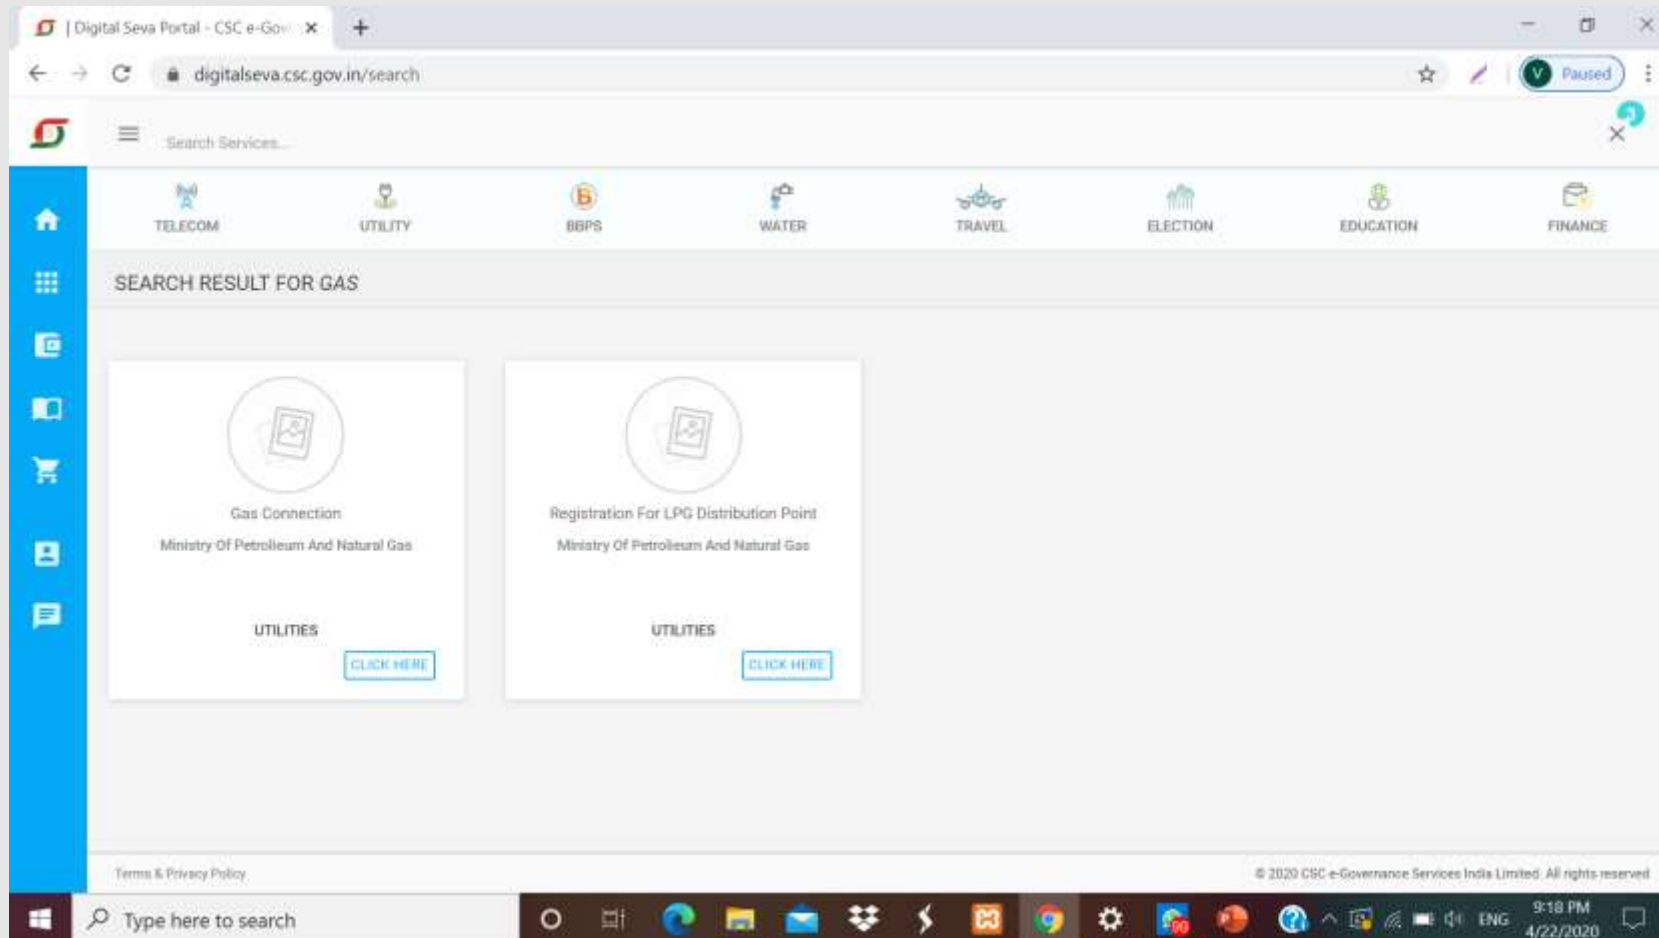 | Digital Seva Portal - CSC e-Gov
digitalseva.csc.gov.in/search
V Paused
Search Services...
TELECOM UTILITY BBPS WATER TRAVEL ELECTION EDUCATION FINANCE
SEARCH RESULT FOR GAS
Gas Connection
Ministry Of Petrolieum And Natural Gas
UTILITIES
CLICK HERE
Registration For LPG Distribution Point
Ministry Of Petrolieum And Natural Gas
UTILITIES
CLICK HERE
Terms & Privacy Policy
© 2020 CSC e-Governance Services India Limited. All rights reserved
Type here to search
ENG
9:18 PM
4/22/2020